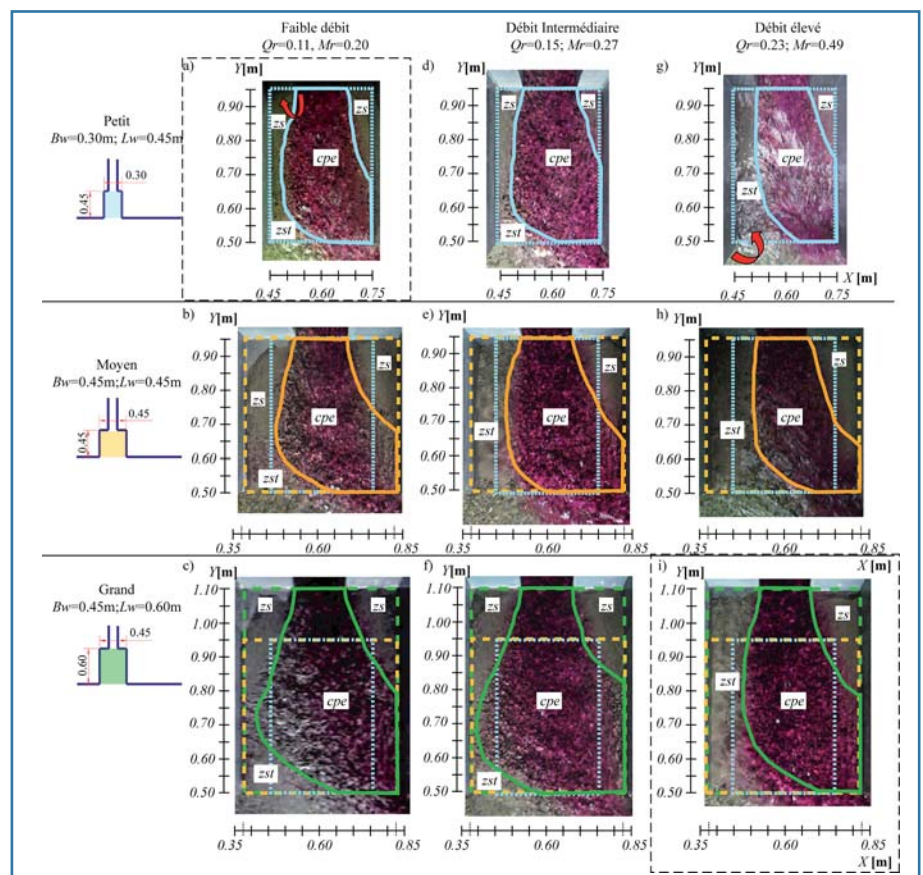 Faible débit
Qr=0.11, Mr=0.20
Débit Intermédiaire
Qr=0.15; Mr=0.27
Débit élevé
Qr=0.23; Mr=0.49
Petit
Bw=0.30m; Lw=0.45m
0.30
0.45
a) Y[m]
0.90
0.80
0.70
0.60
0.50
zs
zs
cpe
zst
0.45 0.60 0.75
d) Y[m]
0.90
0.80
0.70
0.60
0.50
zs
zs
cpe
zst
0.45 0.60 0.75
g) Y[m]
0.90
0.80
0.70
0.60
0.50
zs
cpe
zst
X [m]
0.45 0.60 0.75
Moyen
Bw=0.45m;Lw=0.45m
0.45
0.45
b) Y[m]
0.90
0.80
0.70
0.60
0.50
zs
zs
cpe
zst
0.35 0.60 0.85
e) Y[m]
0.90
0.80
0.70
0.60
0.50
zs
cpe
zst
0.35 0.60 0.85
h) Y[m]
0.90
0.80
0.70
0.60
0.50
zs
cpe
zst
0.35 0.60 0.85
X [m]
Grand
Bw=0.45m;Lw=0.60m
0.45
0.60
c) Y[m]
1.10
1.00
0.90
0.80
0.70
0.60
0.50
zs
zs
cpe
zst
0.35 0.60 0.85
f) Y[m]
1.10
1.00
0.90
0.80
0.70
0.60
0.50
zs
zs
cpe
zst
0.35 0.60 0.85
i) Y[m]
1.10
1.00
0.90
0.80
0.70
0.60
0.50
zs
zst
cpe
0.35 0.60 0.85
X [m]